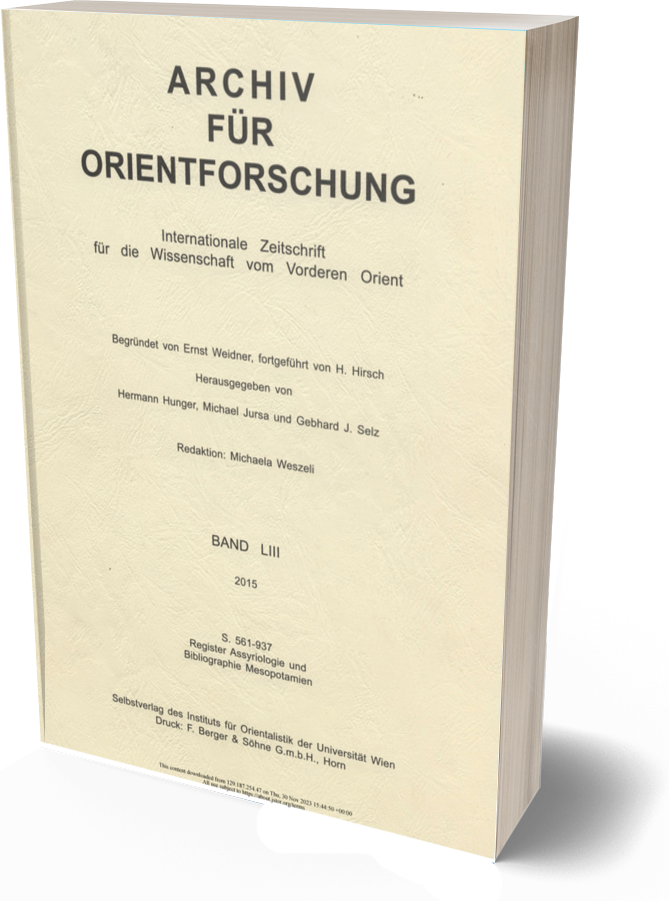 ARCHIV
FÜR
ORIENTFORSCHUNG
Internationale Zeitschrift
für die Wissenschaft vom Vorderen Orient
Begründet von Ernst Weidner, fortgeführt von H. Hirsch
Herausgegeben von
Hermann Hunger, Michael Jursa und Gebhard J. Selz
Redaktion: Michaela Weszeli
BAND LIII
2015
S. 561-937
Register Assyriologie und
Bibliographie Mesopotamien
Selbstverlag des Instituts für Orientalistik der Universität Wien
Druck: F. Berger & Söhne G.m.b.H., Horn
This content downloaded from 129.187.254.47 on Thu, 30 Nov 2023 15:44:50 +00:00
All use subject to https://about.jstor.org/terms